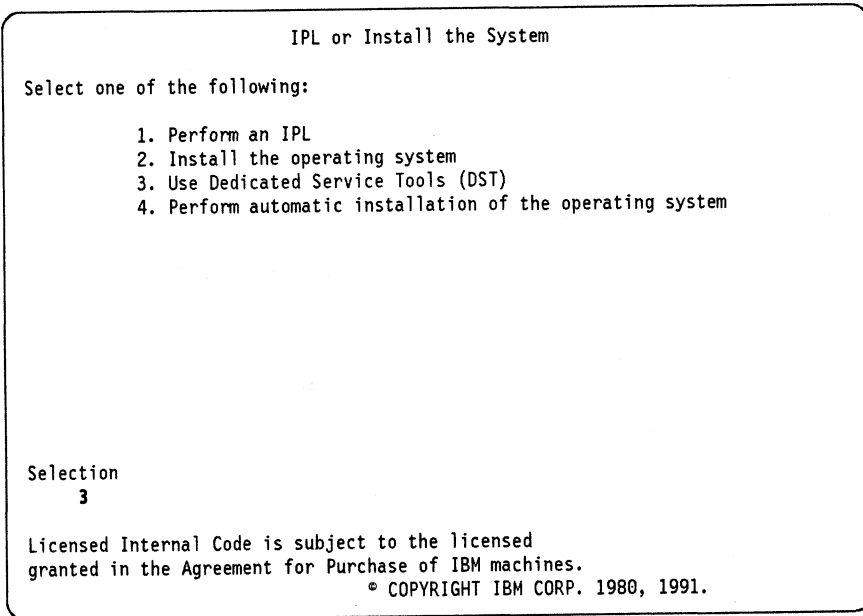 IPL or Install the System
Select one of the following:
1. Perform an IPL
2. Install the operating system
3. Use Dedicated Service Tools (DST)
4. Perform automatic installation of the operating system
Selection
3
Licensed Internal Code is subject to the licensed
granted in the Agreement for Purchase of IBM machines.
© COPYRIGHT IBM CORP. 1980, 1991.